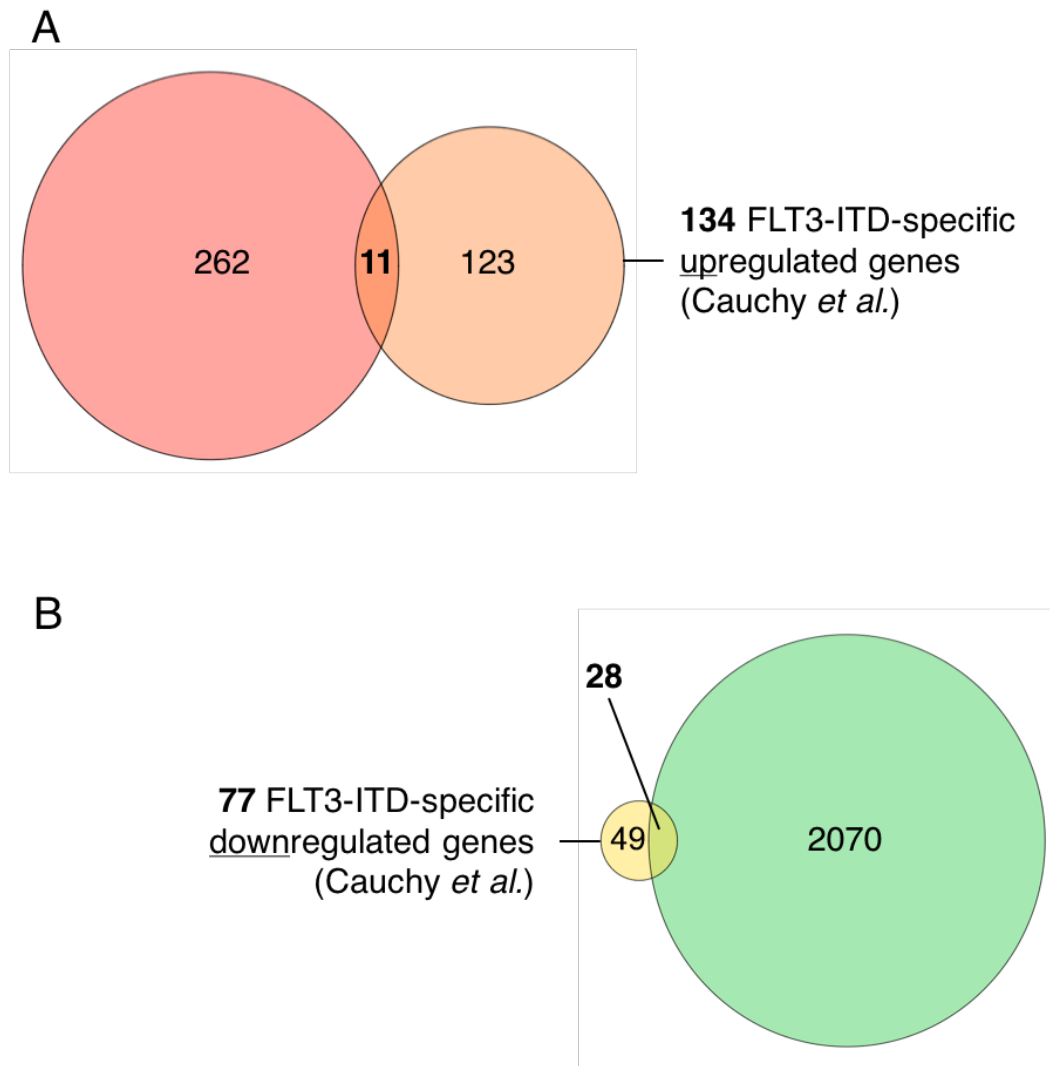 A
262
11
123
134 FLT3-ITD-specific
upregulated genes
(Cauchy et al.)
B
28
77 FLT3-ITD-specific
downregulated genes
(Cauchy et al.)
49
2070